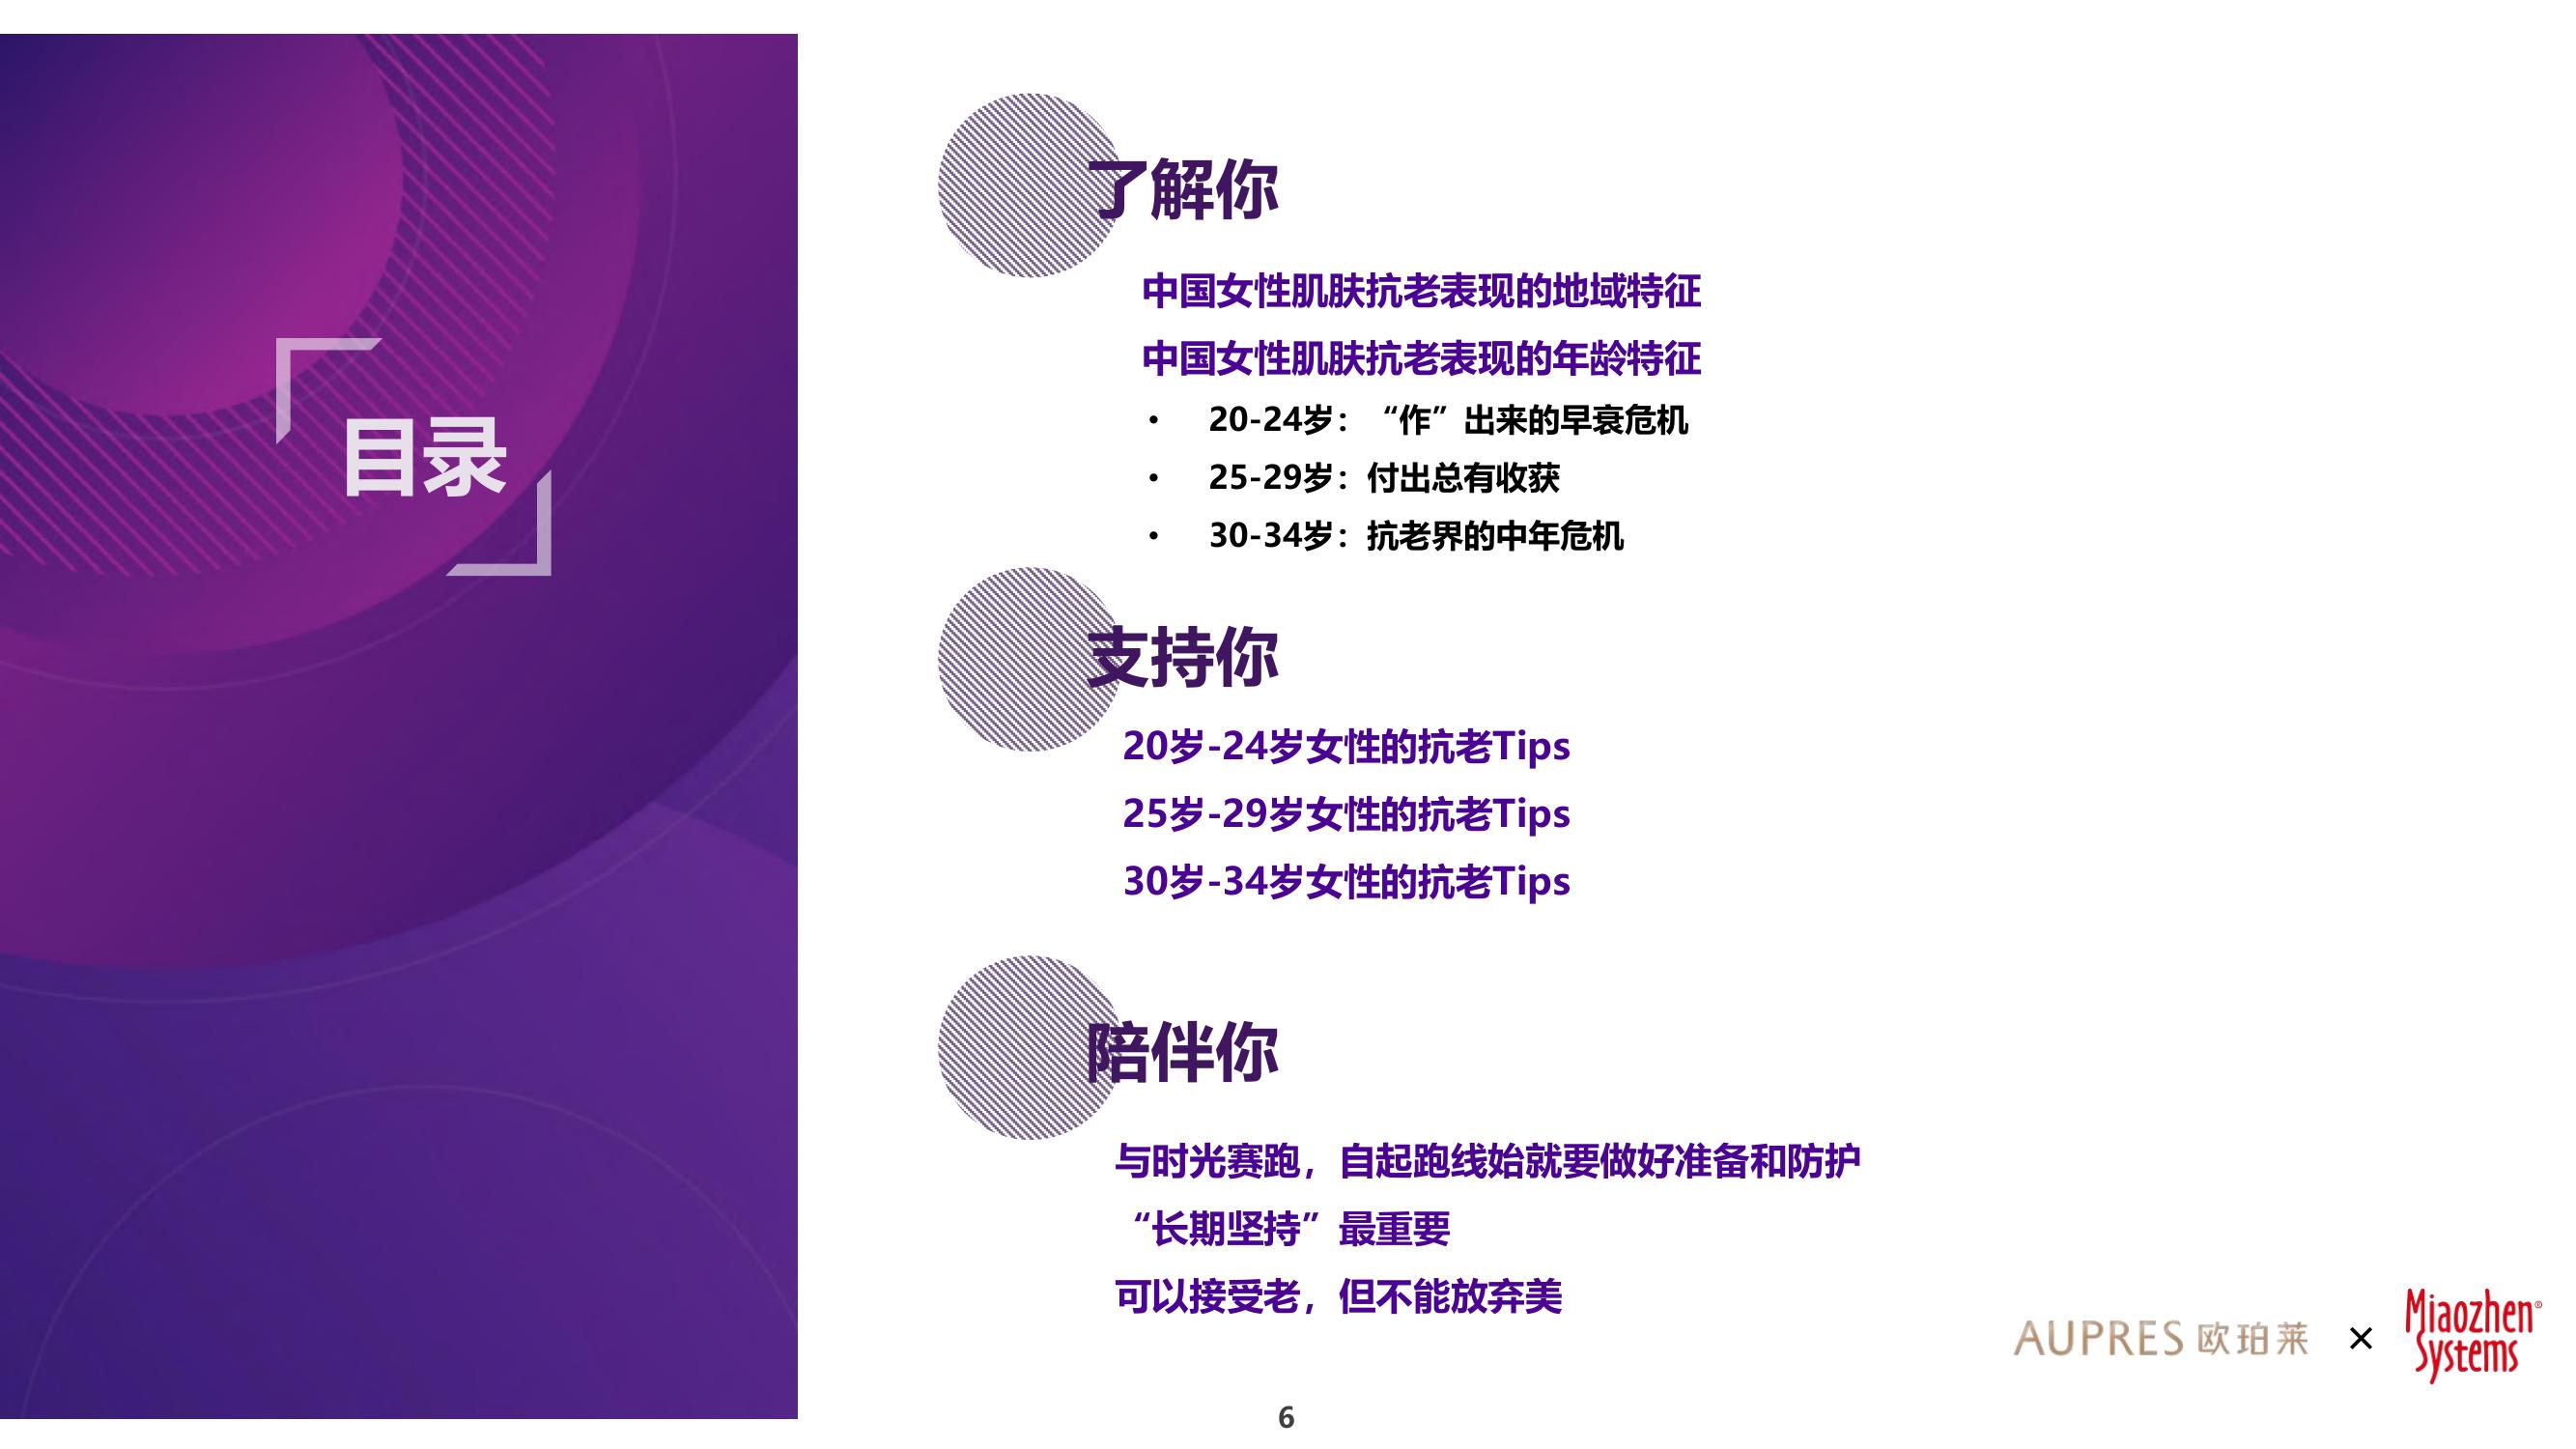 目录
了解你
中国女性肌肤抗老表现的地域特征
中国女性肌肤抗老表现的年龄特征
• 20-24岁：“作”出来的早衰危机
• 25-29岁：付出总有收获
• 30-34岁：抗老界的中年危机
支持你
20岁-24岁女性的抗老Tips
25岁-29岁女性的抗老Tips
30岁-34岁女性的抗老Tips
陪伴你
与时光赛跑，自起跑线始就要做好准备和防护
“长期坚持”最重要
可以接受老，但不能放弃美
AUPRES 欧珀莱 × Miaozhen® Systems
6